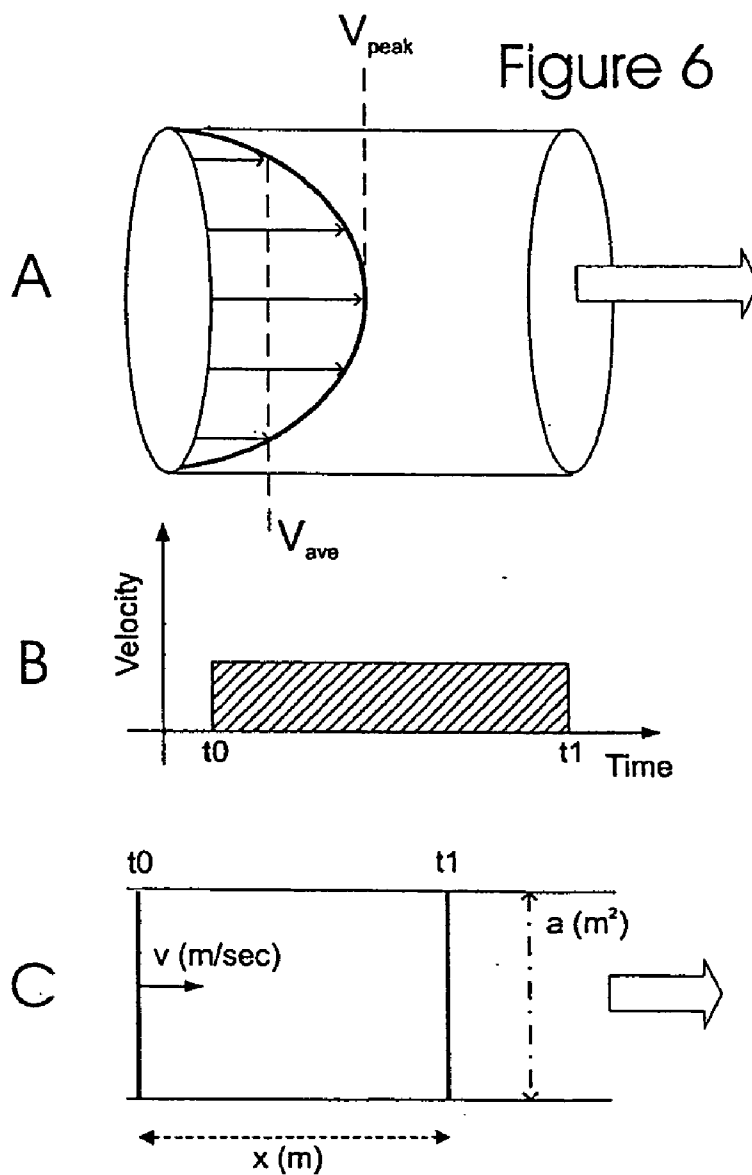 Figure 6
V_peak
A
V_ave
B
Velocity
t0
t1
Time
t0
t1
v (m/sec)
a (m²)
C
x (m)